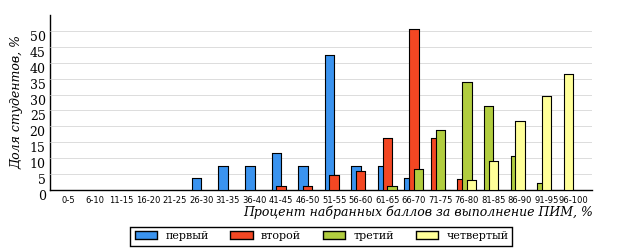 Доля студентов, %
50
45
40
35
30
25
20
15
10
5
0
0-5 6-10 11-15 16-20 21-25 26-30 31-35 36-40 41-45 46-50 51-55 56-60 61-65 66-70 71-75 76-80 81-85 86-90 91-95 96-100
Процент набранных баллов за выполнение ПИМ, %
первый второй третий четвертый